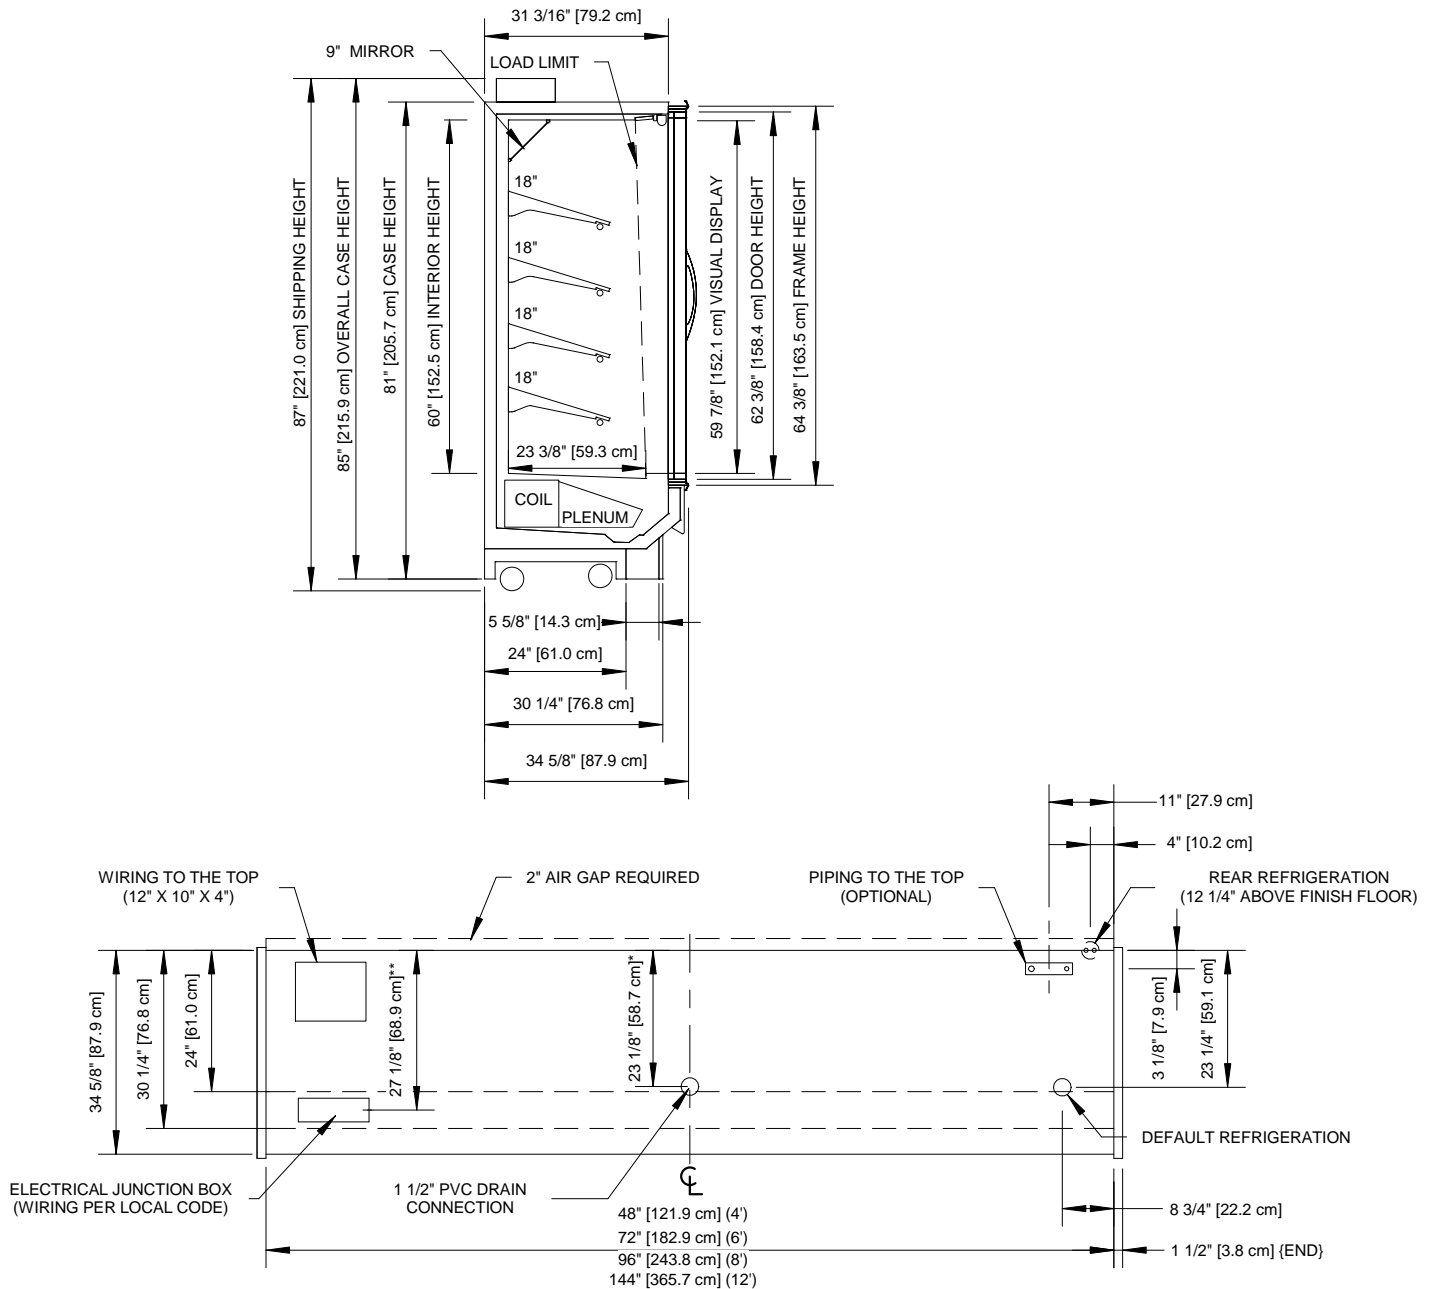 31 3/16" [79.2 cm]
9" MIRROR
LOAD LIMIT
87" [221.0 cm] SHIPPING HEIGHT
85" [215.9 cm] OVERALL CASE HEIGHT
81" [205.7 cm] CASE HEIGHT
60" [152.5 cm] INTERIOR HEIGHT
18"
18"
18"
18"
59 7/8" [152.1 cm] VISUAL DISPLAY
62 3/8" [158.4 cm] DOOR HEIGHT
64 3/8" [163.5 cm] FRAME HEIGHT
23 3/8" [59.3 cm]
COIL
PLENUM
5 5/8" [14.3 cm]
24" [61.0 cm]
30 1/4" [76.8 cm]
34 5/8" [87.9 cm]
11" [27.9 cm]
4" [10.2 cm]
WIRING TO THE TOP
(12" X 10" X 4")
2" AIR GAP REQUIRED
PIPING TO THE TOP
(OPTIONAL)
REAR REFRIGERATION
(12 1/4" ABOVE FINISH FLOOR)
34 5/8" [87.9 cm]
30 1/4" [76.8 cm]
24" [61.0 cm]
27 1/8" [68.9 cm]**
23 1/8" [58.7 cm]*
3 1/8" [7.9 cm]
23 1/4" [59.1 cm]
DEFAULT REFRIGERATION
ELECTRICAL JUNCTION BOX
(WIRING PER LOCAL CODE)
1 1/2" PVC DRAIN
CONNECTION
℄
48" [121.9 cm] (4')
72" [182.9 cm] (6')
96" [243.8 cm] (8')
144" [365.7 cm] (12')
8 3/4" [22.2 cm]
1 1/2" [3.8 cm] {END}